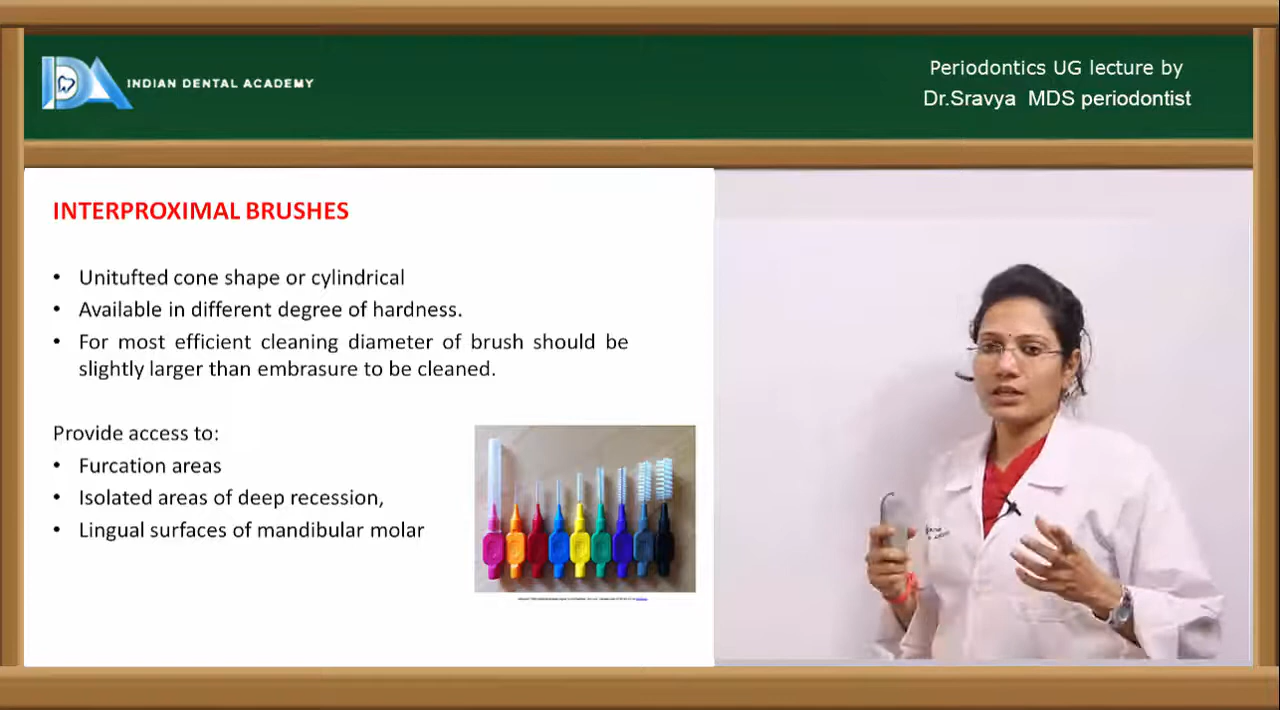 INDIAN DENTAL ACADEMY
Periodontics UG lecture by
Dr.Sravya MDS periodontist
INTERPROXIMAL BRUSHES
• Unitufted cone shape or cylindrical
• Available in different degree of hardness.
• For most efficient cleaning diameter of brush should be
slightly larger than embrasure to be cleaned.
Provide access to:
• Furcation areas
• Isolated areas of deep recession,
• Lingual surfaces of mandibular molar